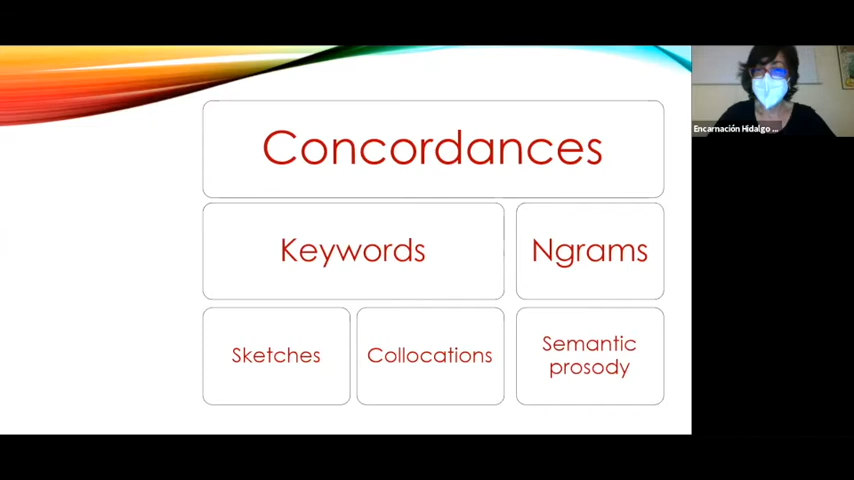 Concordances
Keywords
Ngrams
Sketches
Collocations
Semantic
prosody
Encarnación Hidalgo ...